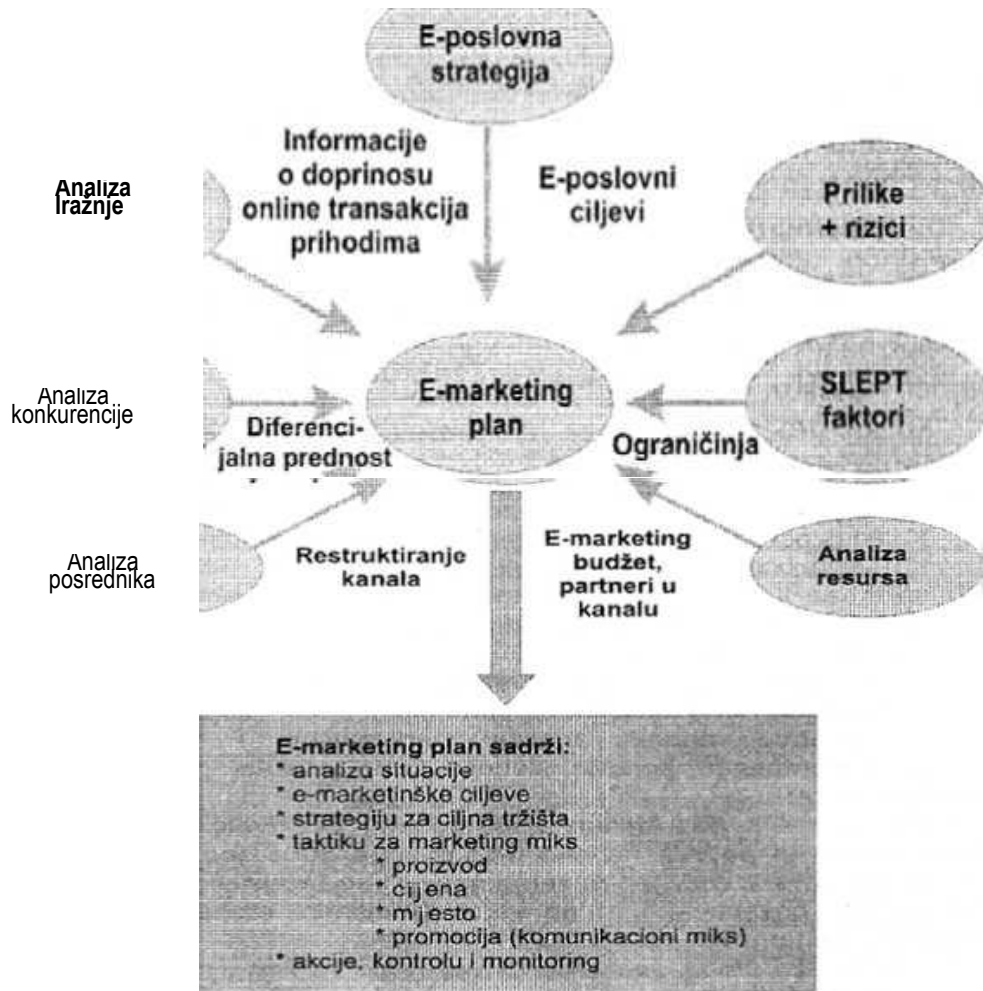 E-poslovna
strategija
Informacije
o doprinosu
online transakcija
prihodima
E-poslovni
ciljevi
Analiza
Iražnje
Prilike
+ rizici
Analiza
konkurencije
Diferenci-
jalna prednost
E-marketing
plan
Ograničinja
SLEPT
faktori
Analiza
posrednika
Restruktiranje
kanala
E-marketing
budžet,
partneri u
kanalu
Analiza
resursa
E-marketing plan sadrži:
* analizu situacije
* e-marketinške ciljeve
* strategiju za ciljna tržišta
* taktiku za marketing miks
* proizvod
* cijena
* mjesto
* promocija (komunikacioni miks)
* akcije, kontrolu i monitoring